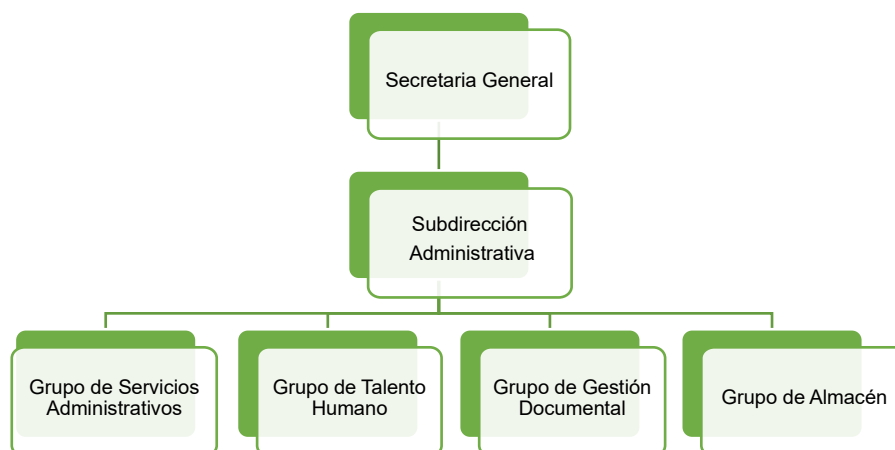 Secretaria General
Subdirección
Administrativa
Grupo de Servicios
Administrativos
Grupo de Talento
Humano
Grupo de Gestión
Documental
Grupo de Almacén